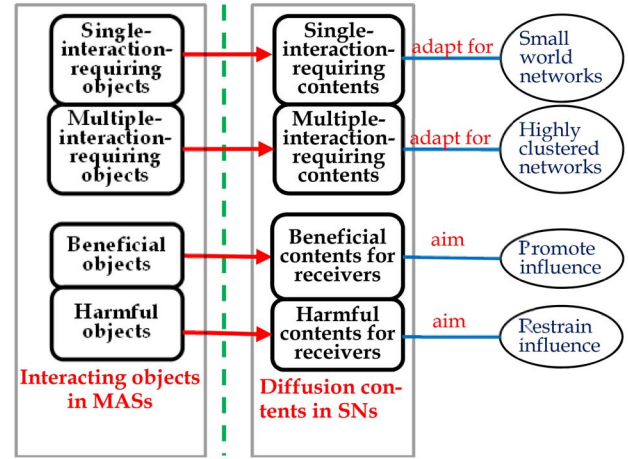 Single-
interaction-
requiring
objects
Single-
interaction-
requiring
contents
adapt for
Small
world
networks
Multiple-
interaction-
requiring
objects
Multiple-
interaction-
requiring
contents
adapt for
Highly
clustered
networks
Beneficial
objects
Beneficial
contents for
receivers
aim
Promote
influence
Harmful
objects
Harmful
contents for
receivers
aim
Restrain
influence
Interacting objects
in MASs
Diffusion con-
tents in SNs